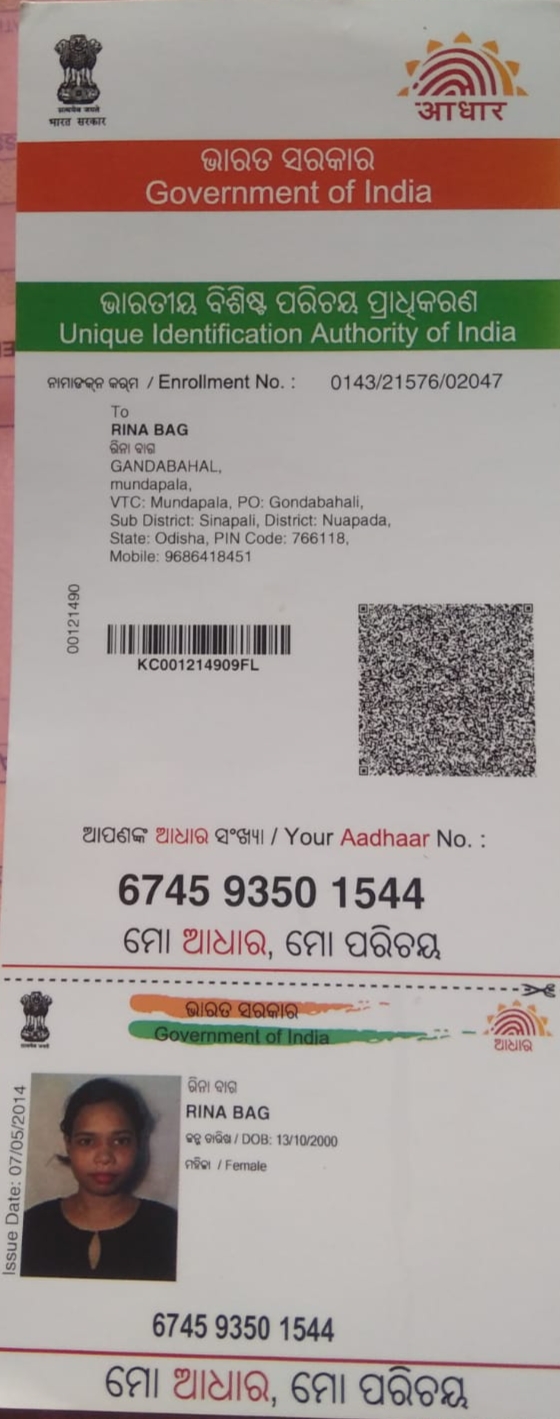 सत्यमेव जयते
भारत सरकार
आधार
ଭାରତ ସରକାର
Government of India
ଭାରତୀୟ ବିଶିଷ୍ଟ ପରିଚୟ ପ୍ରାଧିକରଣ
Unique Identification Authority of India
ନାମାଙ୍କନ କ୍ରମ / Enrollment No. : 0143/21576/02047
To
RINA BAG
ରିନା ବାଗ
GANDABAHAL,
mundapala,
VTC: Mundapala, PO: Gondabahali,
Sub District: Sinapali, District: Nuapada,
State: Odisha, PIN Code: 766118,
Mobile: 9686418451
00121490
KC001214909FL
ଆପଣଙ୍କ ଆଧାର ସଂଖ୍ୟା / Your Aadhaar No. :
6745 9350 1544
ମୋ ଆଧାର, ମୋ ପରିଚୟ
ଭାରତ ସରକାର
Government of India
ଆଧାର
Issue Date: 07/05/2014
ରିନା ବାଗ
RINA BAG
ଜନ୍ମ ତାରିଖ / DOB: 13/10/2000
ମହିଳା / Female
6745 9350 1544
ମୋ ଆଧାର, ମୋ ପରିଚୟ